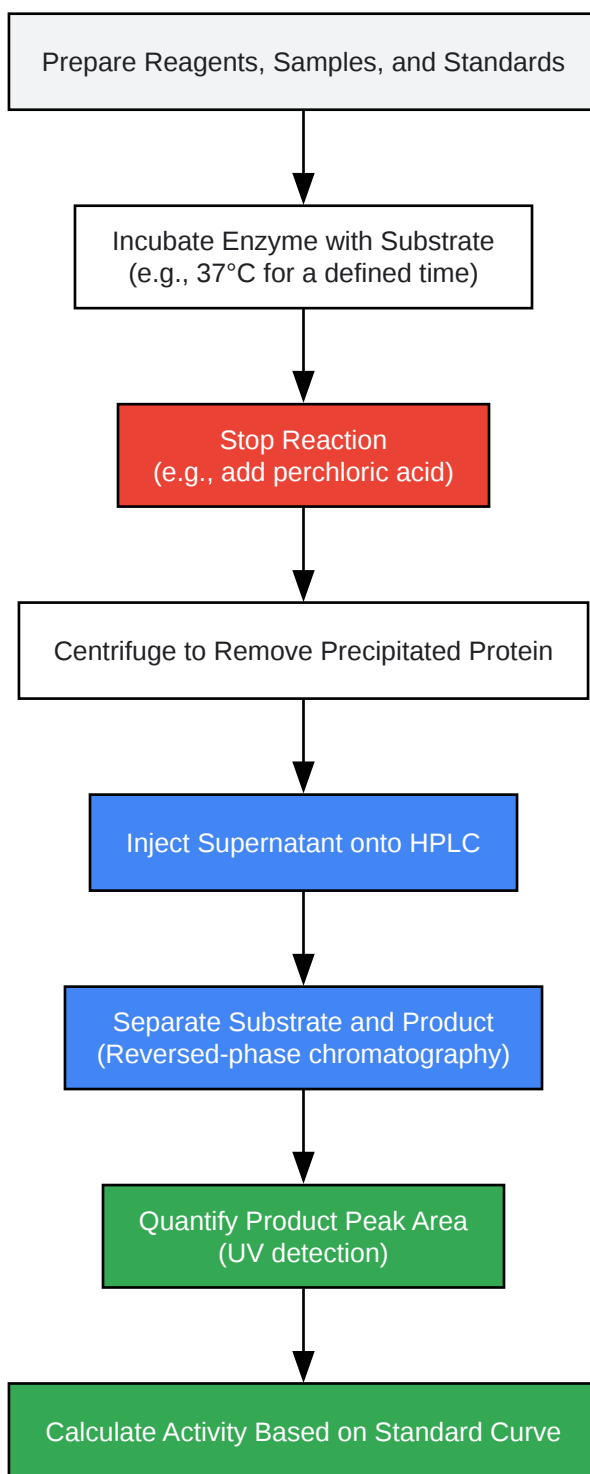 Prepare Reagents, Samples, and Standards
Incubate Enzyme with Substrate
(e.g., 37°C for a defined time)
Stop Reaction
(e.g., add perchloric acid)
Centrifuge to Remove Precipitated Protein
Inject Supernatant onto HPLC
Separate Substrate and Product
(Reversed-phase chromatography)
Quantify Product Peak Area
(UV detection)
Calculate Activity Based on Standard Curve